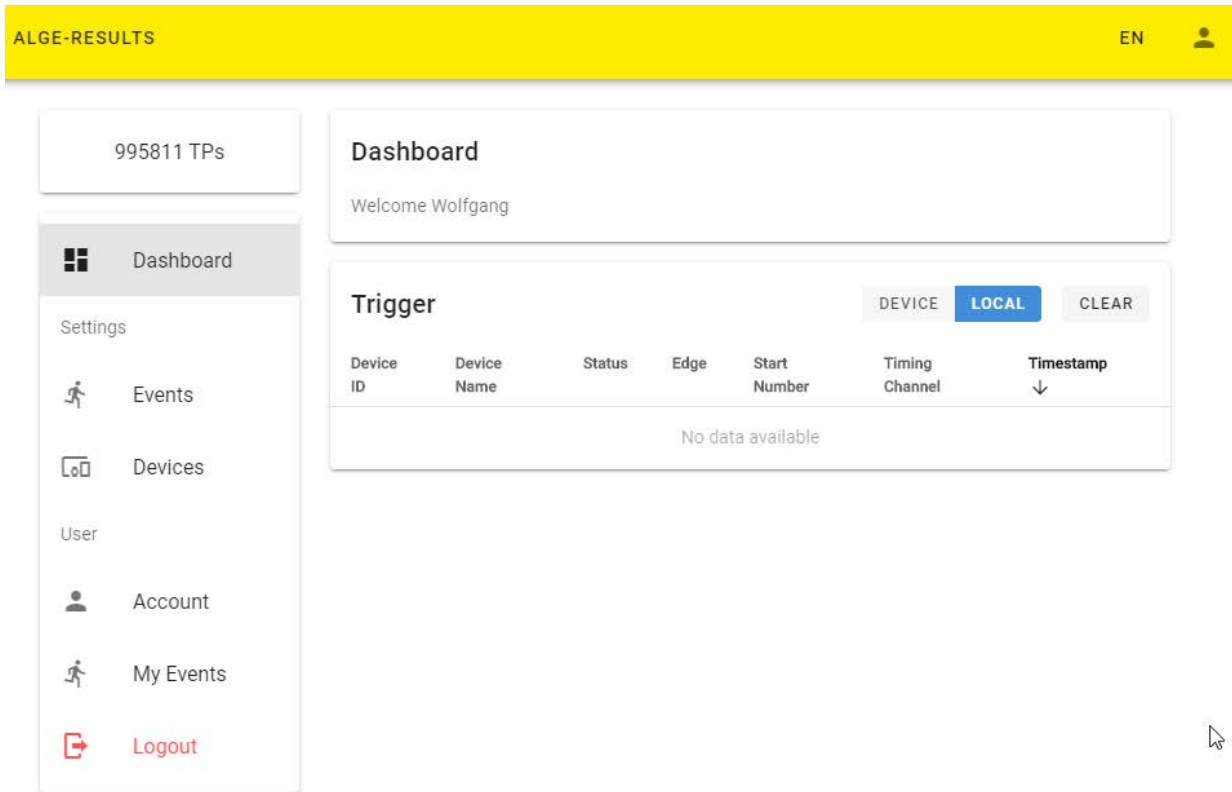 ALGE-RESULTS EN
995811 TPs
Dashboard
Settings
Events
Devices
User
Account
My Events
Logout
Dashboard
Welcome Wolfgang
Trigger DEVICE LOCAL CLEAR
Device ID Device Name Status Edge Start Number Timing Channel Timestamp
No data available